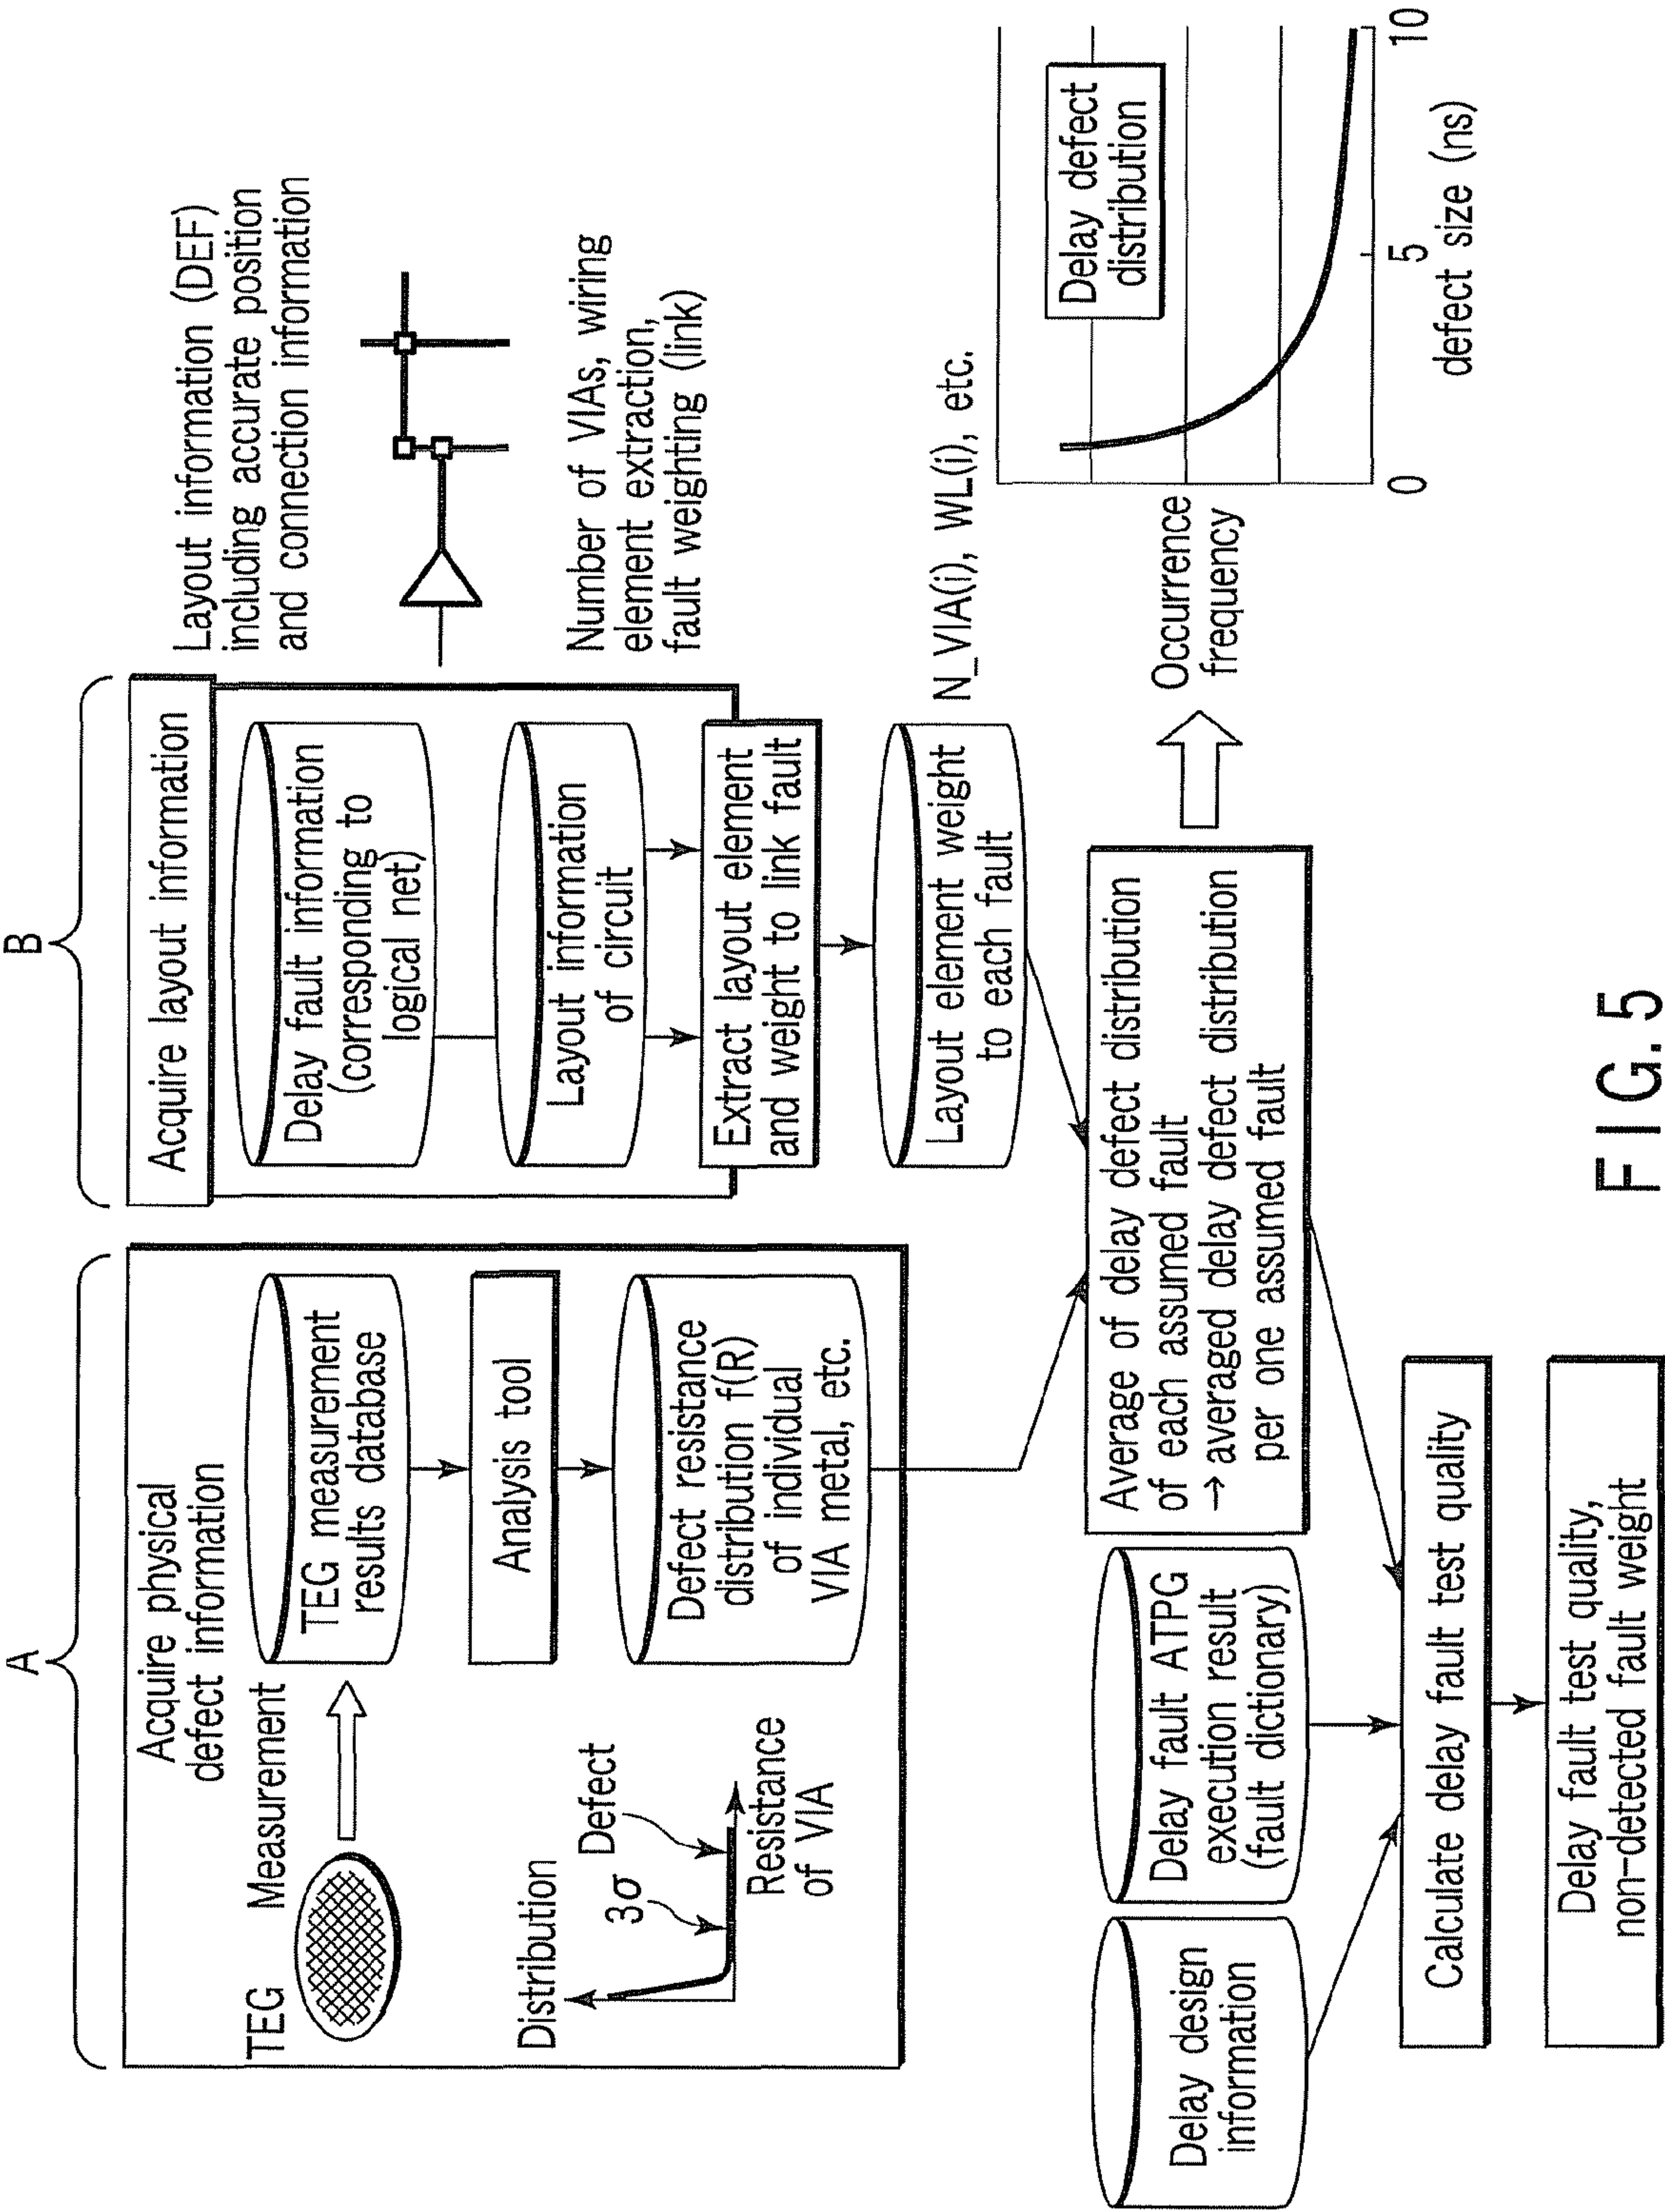 A
Acquire physical
defect information
TEG Measurement
TEG measurement
results database
Analysis tool
Distribution
3σ
Defect
Resistance
of VIA
Defect resistance
distribution f(R)
of individual
VIA metal, etc.
B
Acquire layout information
Delay fault information
(corresponding to
logical net)
Layout information
of circuit
Extract layout element
and weight to link fault
Layout element weight
to each fault
Layout information (DEF)
including accurate position
and connection information
Number of VIAs, wiring
element extraction,
fault weighting (link)
N_VIA(i), WL(i), etc.
Delay design
information
Delay fault ATPG
execution result
(fault dictionary)
Average of delay defect distribution
of each assumed fault
→ averaged delay defect distribution
per one assumed fault
Occurrence
frequency
Delay defect
distribution
0 5 10
defect size (ns)
Calculate delay fault test quality
Delay fault test quality,
non-detected fault weight
FIG. 5